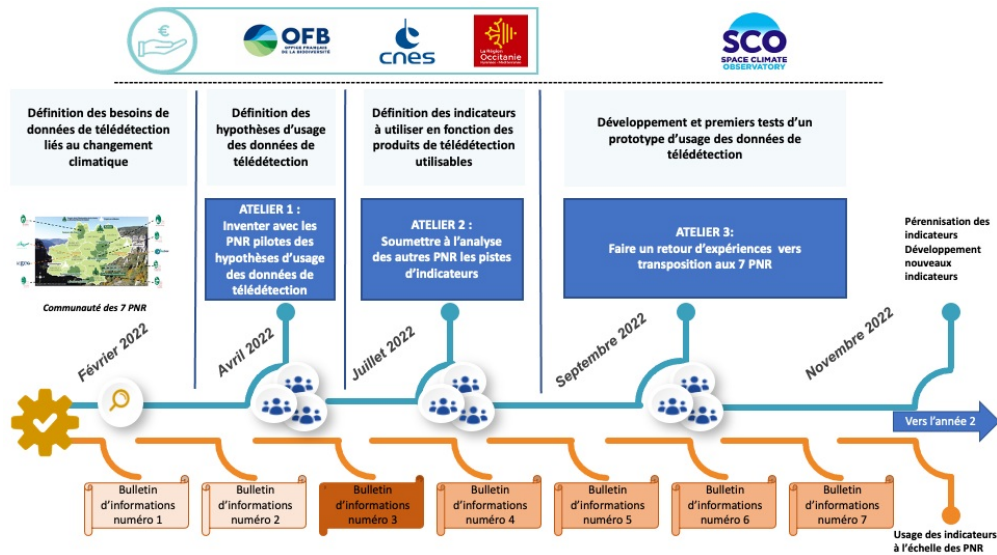 €
OFB
OFFICE FRANÇAIS
DE LA BIODIVERSITÉ
cnes
La Région
Occitanie
Pyrénées - Méditerranée
SCO
SPACE CLIMATE
OBSERVATORY
Définition des besoins de
données de télédétection
liés au changement
climatique
Définition des
hypothèses d'usage
des données de
télédétection
Définition des indicateurs
à utiliser en fonction des
produits de télédétection
utilisables
Développement et premiers tests d'un
prototype d'usage des données de
télédétection
Communauté des 7 PNR
ATELIER 1 :
Inventer avec les
PNR pilotes des
hypothèses d'usage
des données de
télédétection
ATELIER 2 :
Soumettre à l'analyse
des autres PNR les pistes
d'indicateurs
ATELIER 3:
Faire un retour d'expériences vers
transposition aux 7 PNR
Pérennisation des
indicateurs
Développement
nouveaux
indicateurs
Février 2022
Avril 2022
Juillet 2022
Septembre 2022
Novembre 2022
Vers l'année 2
Bulletin
d'informations
numéro 1
Bulletin
d'informations
numéro 2
Bulletin
d'informations
numéro 3
Bulletin
d'informations
numéro 4
Bulletin
d'informations
numéro 5
Bulletin
d'informations
numéro 6
Bulletin
d'informations
numéro 7
Usage des indicateurs
à l'échelle des PNR